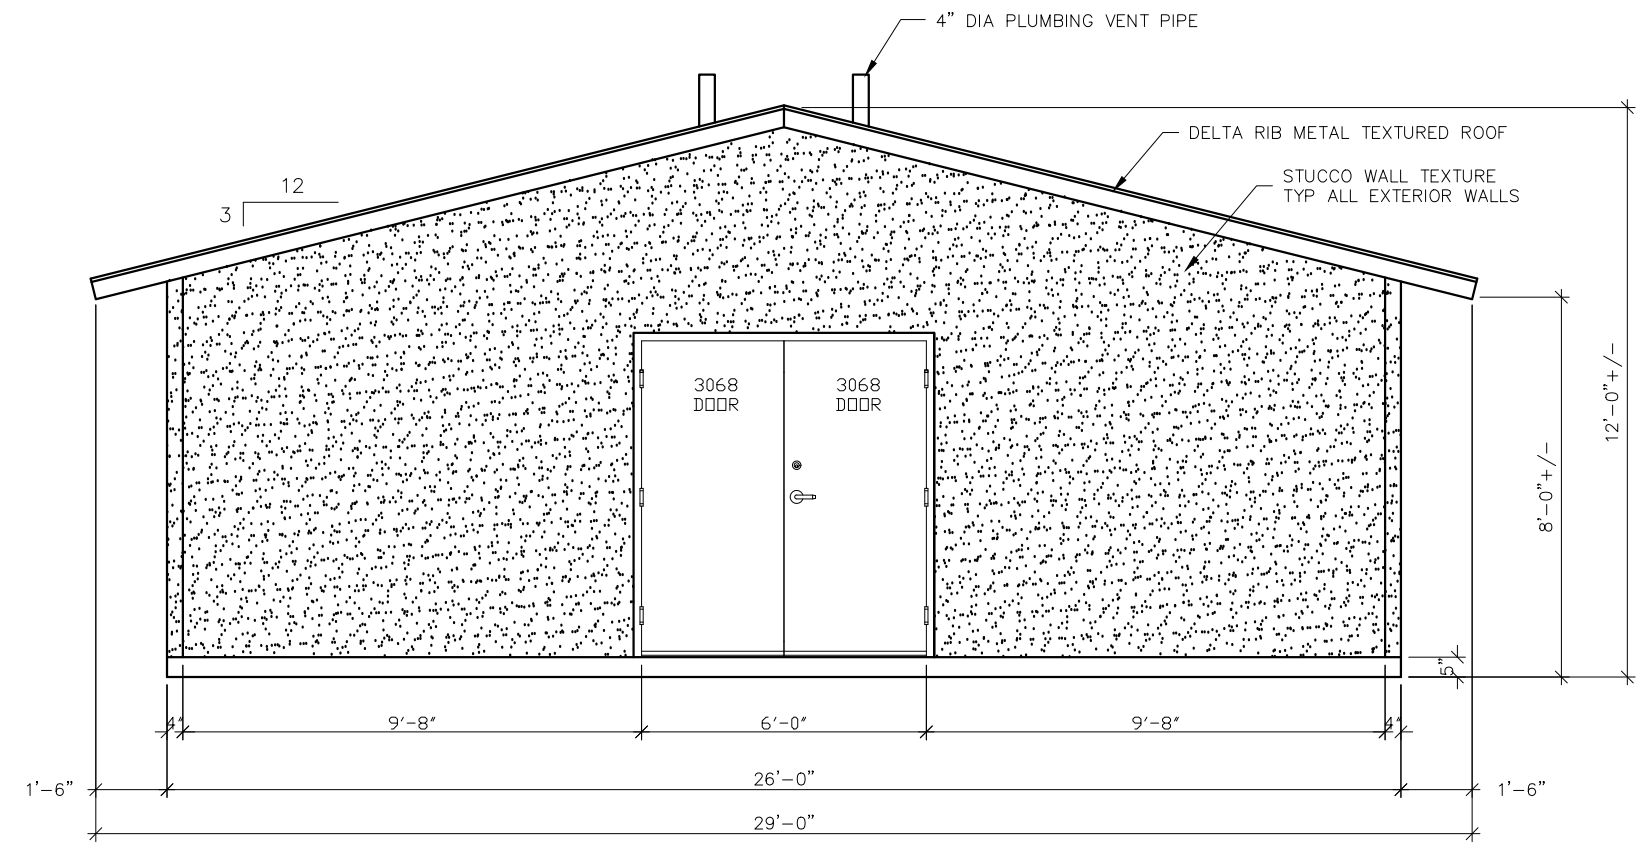 4" DIA PLUMBING VENT PIPE
DELTA RIB METAL TEXTURED ROOF
STUCCO WALL TEXTURE
TYP ALL EXTERIOR WALLS
12
3
3068
DOOR
3068
DOOR
12'-0"+/-
8'-0"+/-
5"
4"
9'-8"
6'-0"
9'-8"
4"
1'-6"
26'-0"
1'-6"
29'-0"